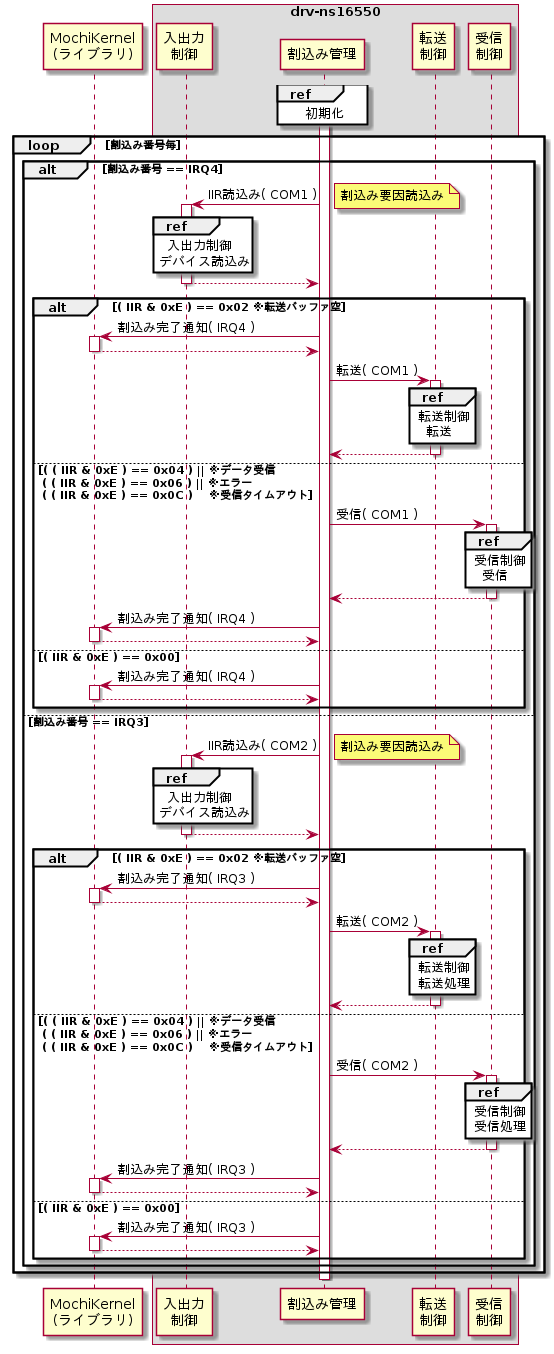 drv-ns16550
MochiKernel
(ライブラリ)
入出力
制御
割込み管理
転送
制御
受信
制御
ref
初期化
loop [割込み番号毎]
alt [割込み番号 == IRQ4]
IIR読込み( COM1 )
割込み要因読込み
ref
入出力制御
デバイス読込み
alt [( IIR & 0xE ) == 0x02 ※転送バッファ空]
割込み完了通知( IRQ4 )
転送( COM1 )
ref
転送制御
転送
[( ( IIR & 0xE ) == 0x04 ) || ※データ受信
( ( IIR & 0xE ) == 0x06 ) || ※エラー
( ( IIR & 0xE ) == 0x0C ) ※受信タイムアウト]
受信( COM1 )
ref
受信制御
受信
割込み完了通知( IRQ4 )
[( IIR & 0xE ) == 0x00]
割込み完了通知( IRQ4 )
[割込み番号 == IRQ3]
IIR読込み( COM2 )
割込み要因読込み
ref
入出力制御
デバイス読込み
alt [( IIR & 0xE ) == 0x02 ※転送バッファ空]
割込み完了通知( IRQ3 )
転送( COM2 )
ref
転送制御
転送処理
[( ( IIR & 0xE ) == 0x04 ) || ※データ受信
( ( IIR & 0xE ) == 0x06 ) || ※エラー
( ( IIR & 0xE ) == 0x0C ) ※受信タイムアウト]
受信( COM2 )
ref
受信制御
受信処理
割込み完了通知( IRQ3 )
[( IIR & 0xE ) == 0x00]
割込み完了通知( IRQ3 )
MochiKernel
(ライブラリ)
入出力
制御
割込み管理
転送
制御
受信
制御